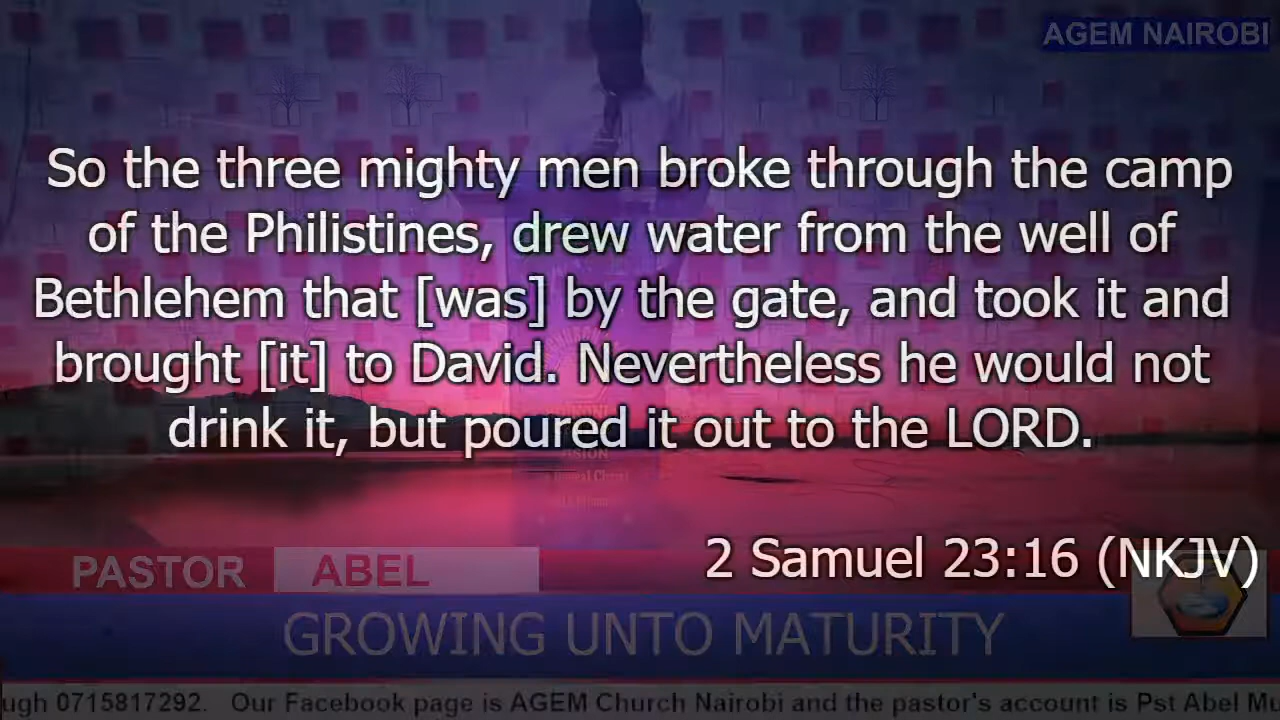 AGEM NAIROBI
So the three mighty men broke through the camp
of the Philistines, drew water from the well of
Bethlehem that [was] by the gate, and took it and
brought [it] to David. Nevertheless he would not
drink it, but poured it out to the LORD.
2 Samuel 23:16 (NKJV)
PASTOR ABEL
GROWING UNTO MATURITY
ugh 0715817292. Our Facebook page is AGEM Church Nairobi and the pastor's account is Pst Abel